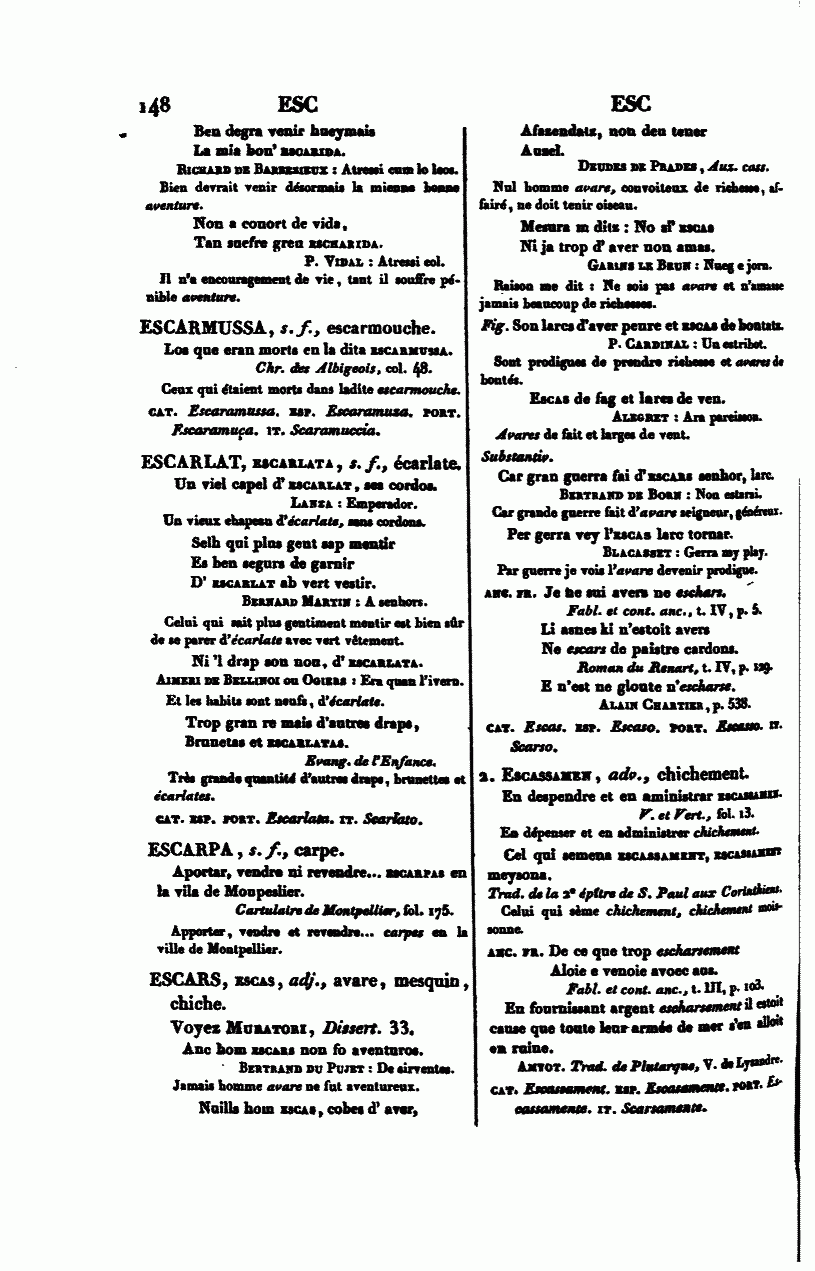 148 ESC ESC
Ben degra venir hueymais
La mia bon' ESCARIDA.
RICHARD DE BARBESIEUX : Atressi cum lo leos.
Bien devrait venir désormais la mienne bonne
aventure.
Non a conort de vida,
Tan suefre greu ESCHARIDA.
P. VIDAL : Atressi col.
Il n'a encouragement de vie, tant il souffre pé-
nible aventure.
ESCARMUSSA, s. f., escarmouche.
Los que eran morts en la dita ESCARMUSSA.
Chr. des Albigeois, col. 48.
Ceux qui étaient morts dans ladite escarmouche.
CAT. Escaramussa. ESP. Escaramuza. PORT.
Escaramuça. IT. Scaramuccia.
ESCARLAT, ESCARLATA, s. f., écarlate.
Un viel capel d' ESCARLAT, ses cordos.
LANZA : Emperador.
Un vieux chapeau d'écarlate, sans cordons.
Selh qui plus gent sap mentir
Es ben segurs de garnir
D' ESCARLAT ab vert vestir.
BERNARD MARTIN : A senhors.
Celui qui sait plus gentiment mentir est bien sûr
de se parer d'écarlate avec vert vêtement.
Ni 'l drap son nou, d' ESCARLATA.
AIMERI DE BELLINOI ou OGIERS : Era quan l'ivern.
Et les habits sont neufs, d'écarlate.
Trop gran re mais d'autres draps,
Brunetas et ESCARLATAS.
Evang. de l'Enfance.
Très grande quantité d'autres draps, brunettes et
écarlates.
CAT. ESP. PORT. Escarlata. IT. Scarlato.
ESCARPA, s. f., carpe.
Aportar, vendre ni revendre... ESCARPAS en
la vila de Monpeslier.
Cartulaire de Montpellier, fol. 175.
Apporter, vendre et revendre... carpes en la
ville de Montpellier.
ESCARS, ESCAS, adj., avare, mesquin,
chiche.
Voyez MURATORI, Dissert. 33.
Anc hom ESCARS non fo aventuros.
BERTRAND DU PUJET : De sirventes.
Jamais homme avare ne fut aventureux.
Nuills hom ESCAS, cobes d' aver,
Afazendatz, non deu tener
Auzel.
DEUDES DE PRADES, Aux. cass.
Nul homme avare, convoiteux de richesse, af-
fairé, ne doit tenir oiseau.
Mesura m ditz : No si' ESCAS
Ni ja trop d' aver non amas.
GARINS LE BRUN : Nueg e jorn.
Raison me dit : Ne sois pas avare et n'amasse
jamais beaucoup de richesses.
Fig. Son larcs d'aver penre et ESCAS de bontatz.
P. CARDINAL : Un estribot.
Sont prodigues de prendre richesse et avares de
bontés.
ESCAS de fag et larcs de ven.
ALEGRET : Ara pareisson.
Avares de fait et larges de vent.
Substantiv.
Car gran guerra fai d' ESCARS senhor, larc.
BERTRAND DE BORN : Non estarai.
Car grande guerre fait d'avare seigneur, généreux.
Per gerra vey l'ESCAS larc tornar.
BLACASSET : Gerra my play.
Par guerre je vois l'avare devenir prodigue.
ANC. FR. Je ne sui avers ne eschars.
Fabl. et cont. anc., t. IV, p. 5.
Li asnes ki n'estoit avers
Ne escars de paistre cardons.
Roman du Renart, t. IV, p. 129.
E n'est ne gloute n'escharse.
ALAIN CHARTIER, p. 538.
CAT. Escas. ESP. Escaso. PORT. Escasso. IT.
Scarso.
2. ESCASSAMEN, adv., chichement.
En despendre et en aministrar ESCASSAMEN.
V. et Vert., fol. 13.
En dépenser et en administrer chichement.
Cel qui semena ESCASSAMENT, ESCASSAMENT
meysona.
Trad. de la 2e épître de S. Paul aux Corinthiens.
Celui qui sème chichement, chichement mois-
sonne.
ANC. FR. De ce que trop escharsement
Aloie e venoie avoec aus.
Fabl. et cont. anc., t. III, p. 103.
En fournissant argent escharsement il estoit
cause que toute leur armée de mer s'en alloit
en ruine.
AMYOT. Trad. de Plutarque, V. de Lysandre.
CAT. Escassament. ESP. Escasamente. PORT. Es-
cassamente. IT. Scarsamente.